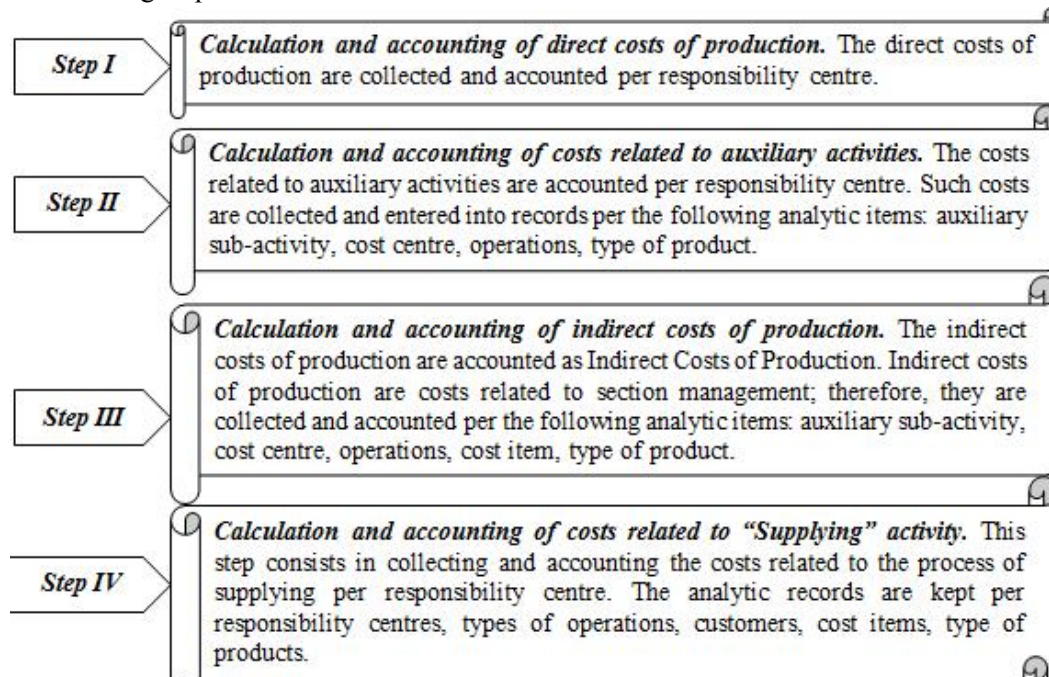 Step I
Calculation and accounting of direct costs of production. The direct costs of
production are collected and accounted per responsibility centre.
Step II
Calculation and accounting of costs related to auxiliary activities. The costs
related to auxiliary activities are accounted per responsibility centre. Such costs
are collected and entered into records per the following analytic items: auxiliary
sub-activity, cost centre, operations, type of product.
Step III
Calculation and accounting of indirect costs of production. The indirect
costs of production are accounted as Indirect Costs of Production. Indirect costs
of production are costs related to section management; therefore, they are
collected and accounted per the following analytic items: auxiliary sub-activity,
cost centre, operations, cost item, type of product.
Step IV
Calculation and accounting of costs related to “Supplying” activity. This
step consists in collecting and accounting the costs related to the process of
supplying per responsibility centre. The analytic records are kept per
responsibility centres, types of operations, customers, cost items, type of
products.